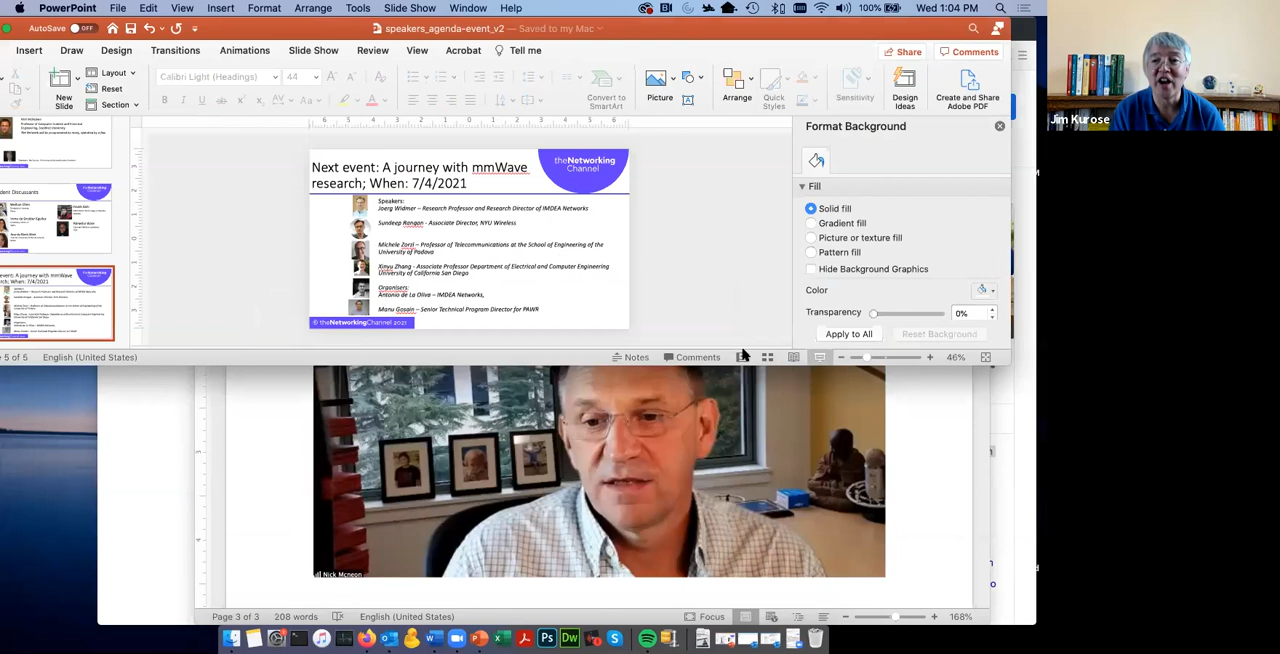 PowerPoint File Edit View Insert Format Arrange Tools Slide Show Window Help 100% Wed 1:04 PM
AutoSave OFF speakers_agenda-event_v2 — Saved to my Mac
Insert Draw Design Transitions Animations Slide Show Review View Acrobat Tell me Share Comments
New Slide
Layout
Reset
Section
Calibri Light (Headings) 44
Convert to SmartArt
Picture
Arrange
Quick Styles
Sensitivity
Design Ideas
Create and Share Adobe PDF
Jim Kurose
Format Background
Fill
Solid fill
Gradient fill
Picture or texture fill
Pattern fill
Hide Background Graphics
Color
Transparency 0%
Apply to All Reset Background
Next event: A journey with mmWave
research; When: 7/4/2021
theNetworking
Channel
Speakers:
Joerg Widmer – Research Professor and Research Director of IMDEA Networks
Sundeep Rangan - Associate Director, NYU Wireless
Michele Zorzi – Professor of Telecommunications at the School of Engineering of the
University of Padova
Xinyu Zhang - Associate Professor Department of Electrical and Computer Engineering
University of California San Diego
Organisers:
Antonio de La Oliva – IMDEA Networks,
Manu Gosain – Senior Technical Program Director for PAWR
© theNetworkingChannel 2021
e 5 of 5 English (United States) Notes Comments 46%
Nick Mcneon
Page 3 of 3 208 words English (United States) Focus 168%